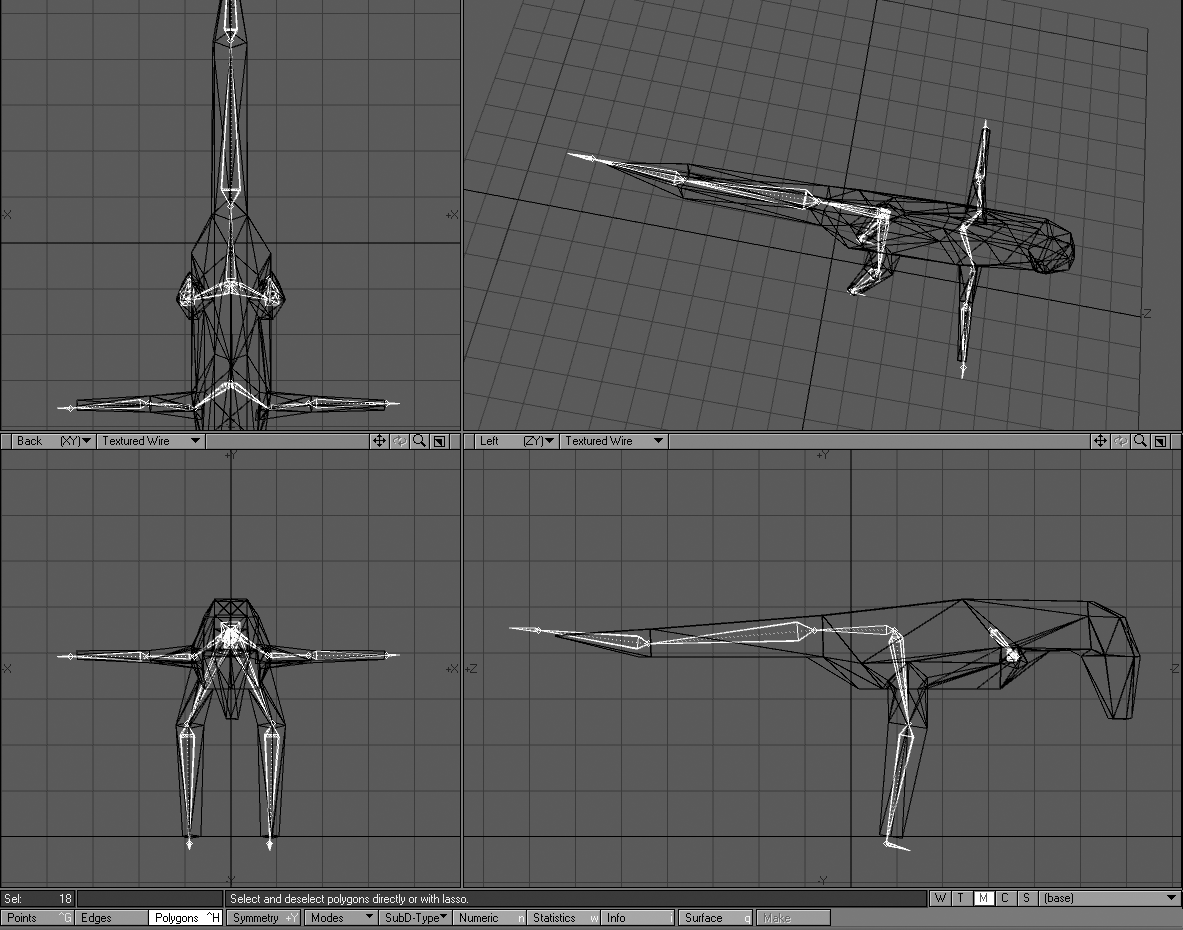 -X
+X
Z
Back (XY) Textured Wire
Left (ZY) Textured Wire
+Y
+Y
-X
+X
+Z
-Z
-Y
-Y
Sel: 18
Select and deselect polygons directly or with lasso.
W T M C S (base)
Points ^G Edges Polygons ^H Symmetry +Y Modes SubD-Type Numeric n Statistics w Info i Surface q Make